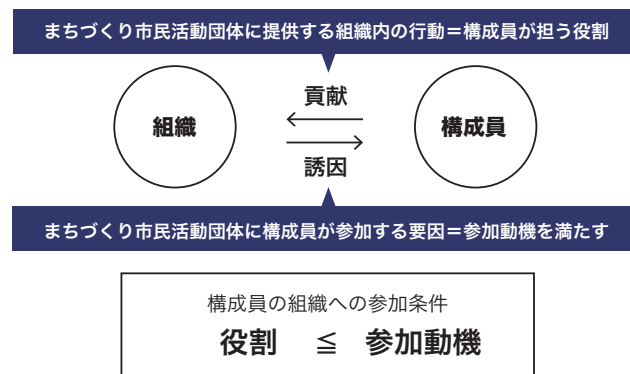 まちづくり市民活動団体に提供する組織内の行動＝構成員が担う役割
貢献
組織
構成員
誘因
まちづくり市民活動団体に構成員が参加する要因＝参加動機を満たす
構成員の組織への参加条件
役割 ≦ 参加動機